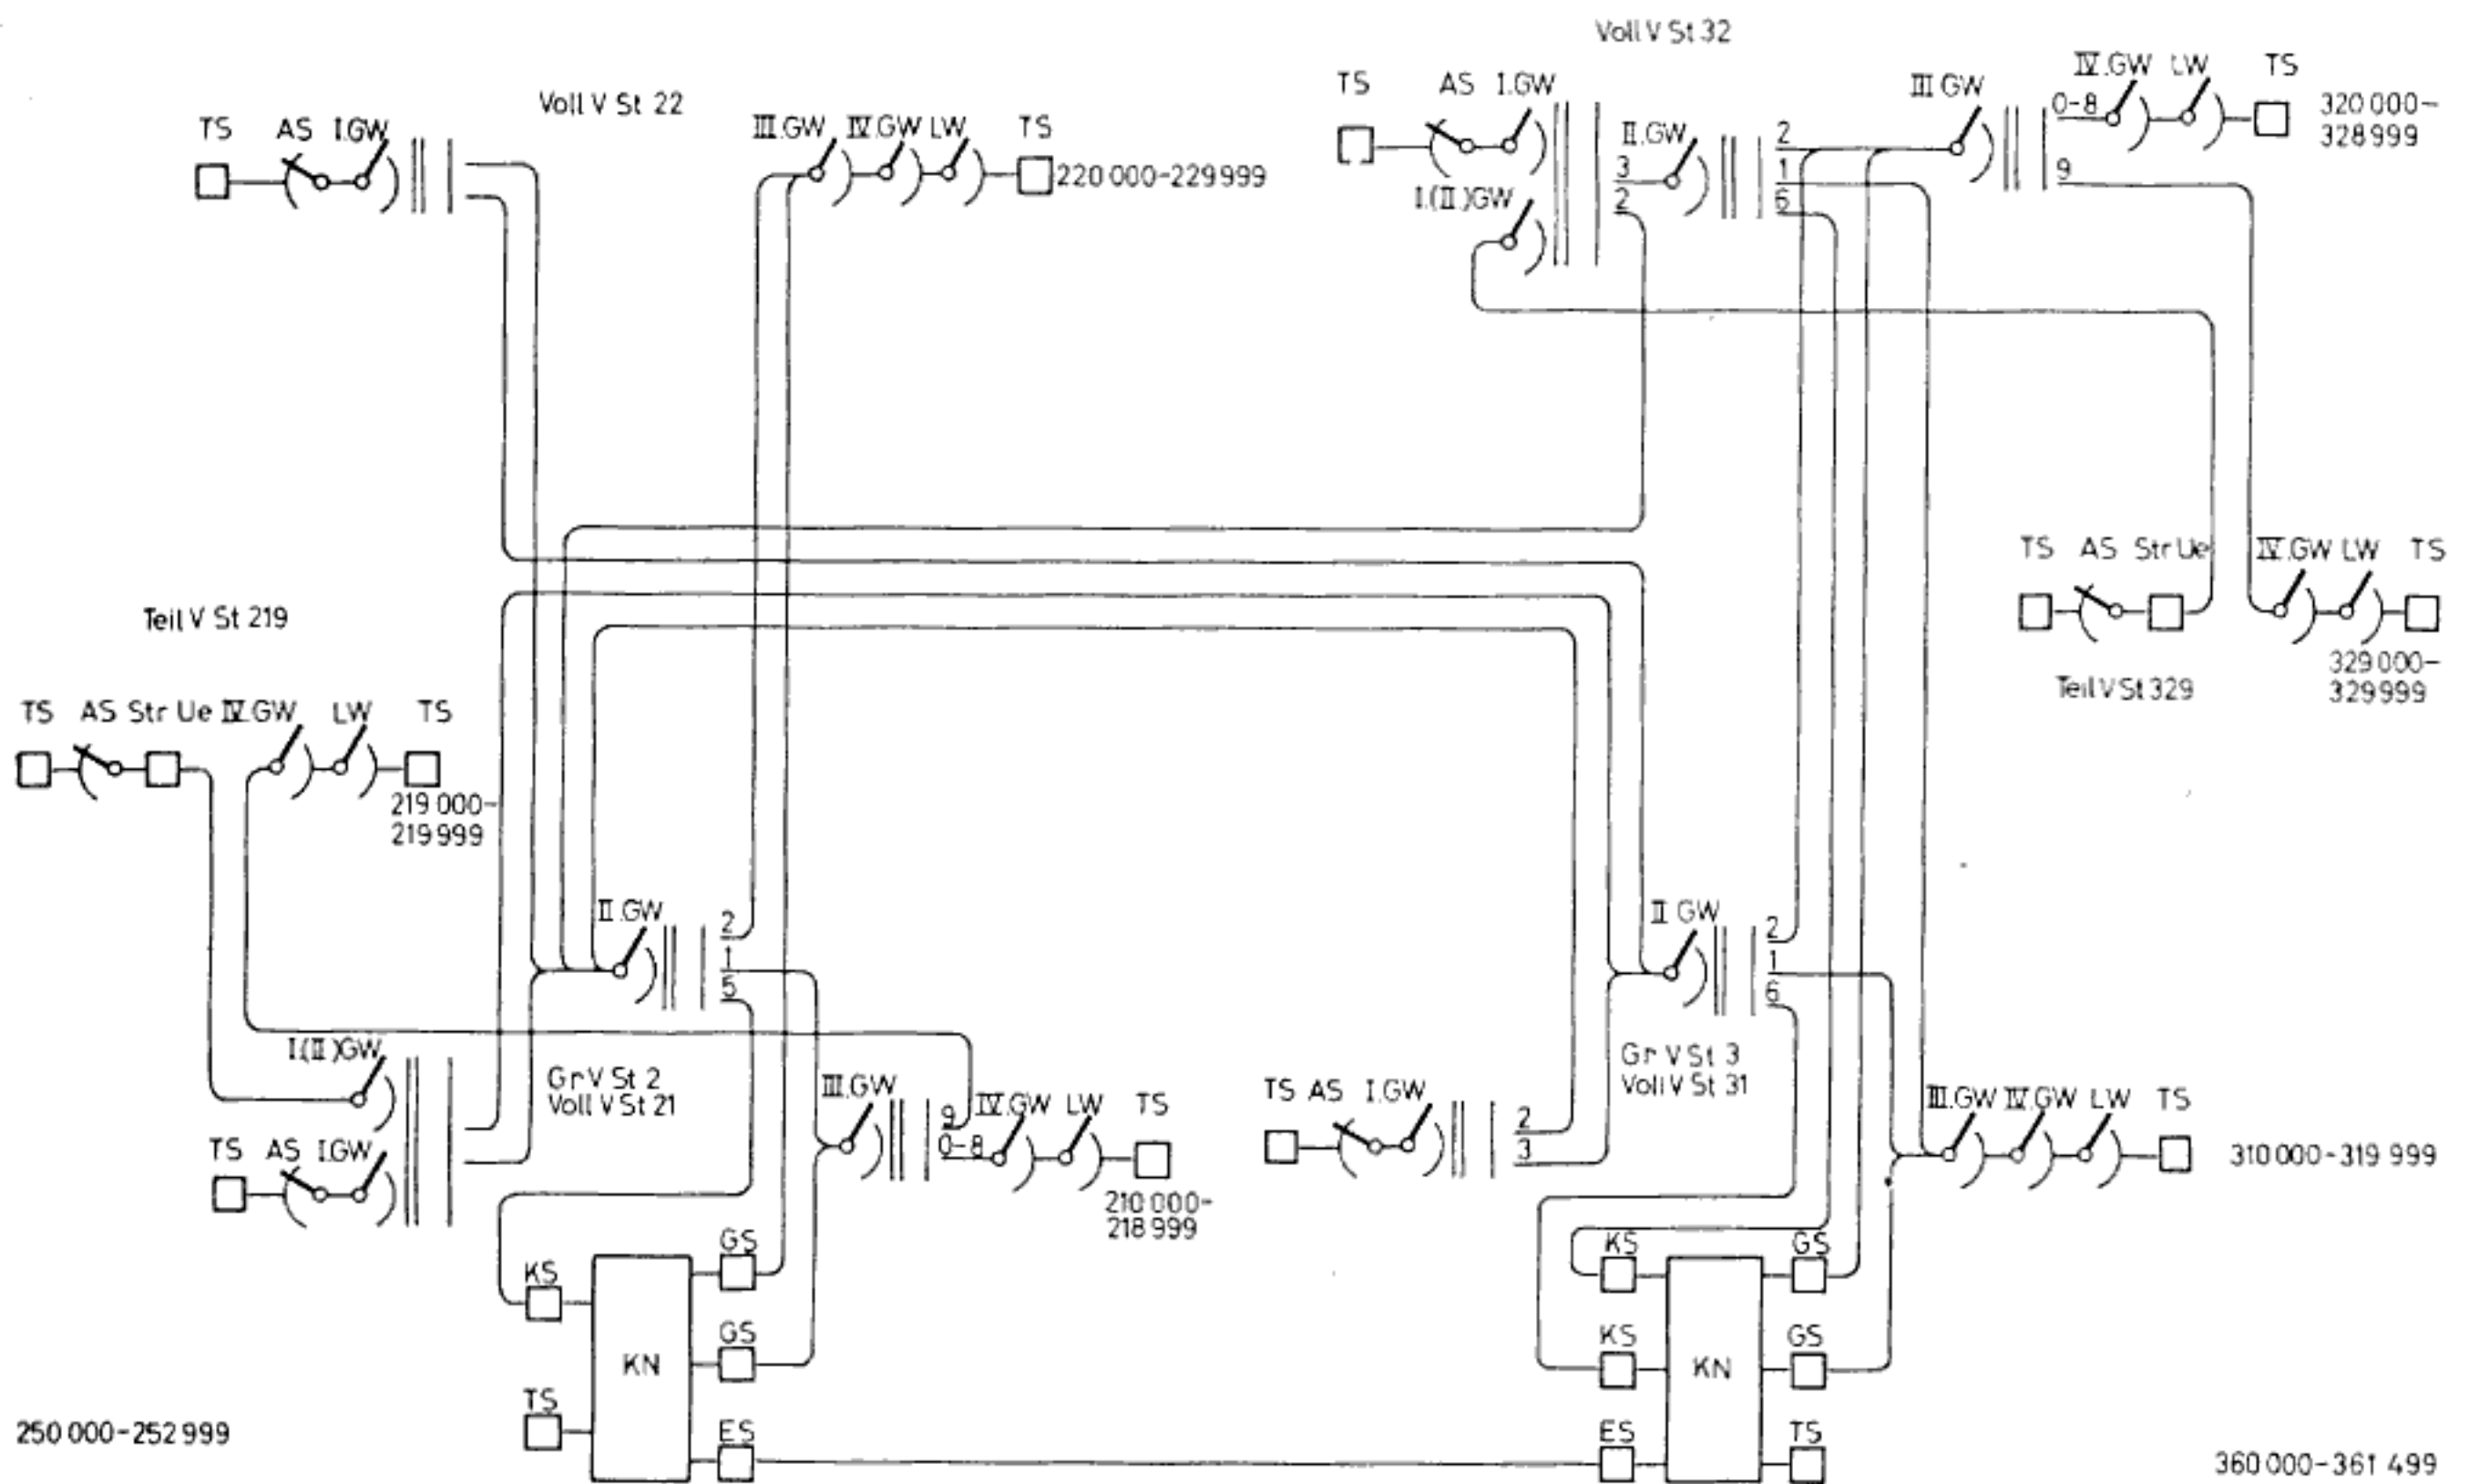 Voll V St 32
Voll V St 22
TS AS I.GW
III.GW IV.GW LW TS
220 000-229 999
TS AS I.GW
I.(II.)GW
3
2
II.GW
2
1
6
III GW
0-8
9
IV.GW LW TS
320 000-
328 999
Teil V St 219
TS AS Str Ue IV.GW LW TS
219 000-
219 999
TS AS Str Ue IV.GW LW TS
329 000-
329 999
Teil V St 329
II.GW
2
1
5
II GW
2
1
6
I.(II)GW
TS AS I.GW
Gr V St 2
Voll V St 21
III.GW
9
0-8
IV.GW LW TS
210 000-
218 999
TS AS I.GW
2
3
Gr V St 3
Voll V St 31
III.GW IV.GW LW TS
310 000-319 999
KS
GS
GS
KN
TS
ES
250 000-252 999
KS
GS
KS
GS
KN
ES
TS
360 000-361 499